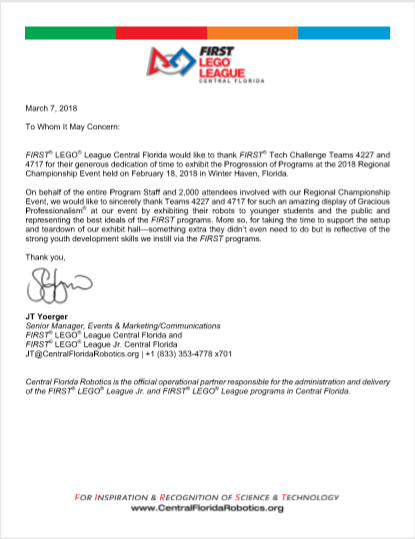 FIRST
LEGO
LEAGUE
CENTRAL FLORIDA
March 7, 2018
To Whom It May Concern:
FIRST® LEGO® League Central Florida would like to thank FIRST® Tech Challenge Teams 4227 and
4717 for their generous dedication of time to exhibit the Progression of Programs at the 2018 Regional
Championship Event held on February 18, 2018 in Winter Haven, Florida.
On behalf of the entire Program Staff and 2,000 attendees involved with our Regional Championship
Event, we would like to sincerely thank Teams 4227 and 4717 for such an amazing display of Gracious
Professionalism® at our event by exhibiting their robots to younger students and the public and
representing the best ideals of the FIRST programs. More so, for taking the time to support the setup
and teardown of our exhibit hall—something extra they didn't even need to do but is reflective of the
strong youth development skills we instill via the FIRST programs.
Thank you,
JT Yoerger
Senior Manager, Events & Marketing/Communications
FIRST® LEGO® League Central Florida and
FIRST® LEGO® League Jr. Central Florida
JT@CentralFloridaRobotics.org | +1 (833) 353-4778 x701
Central Florida Robotics is the official operational partner responsible for the administration and delivery
of the FIRST® LEGO® League Jr. and FIRST® LEGO® League programs in Central Florida.
FOR INSPIRATION & RECOGNITION OF SCIENCE & TECHNOLOGY
www.CentralFloridaRobotics.org